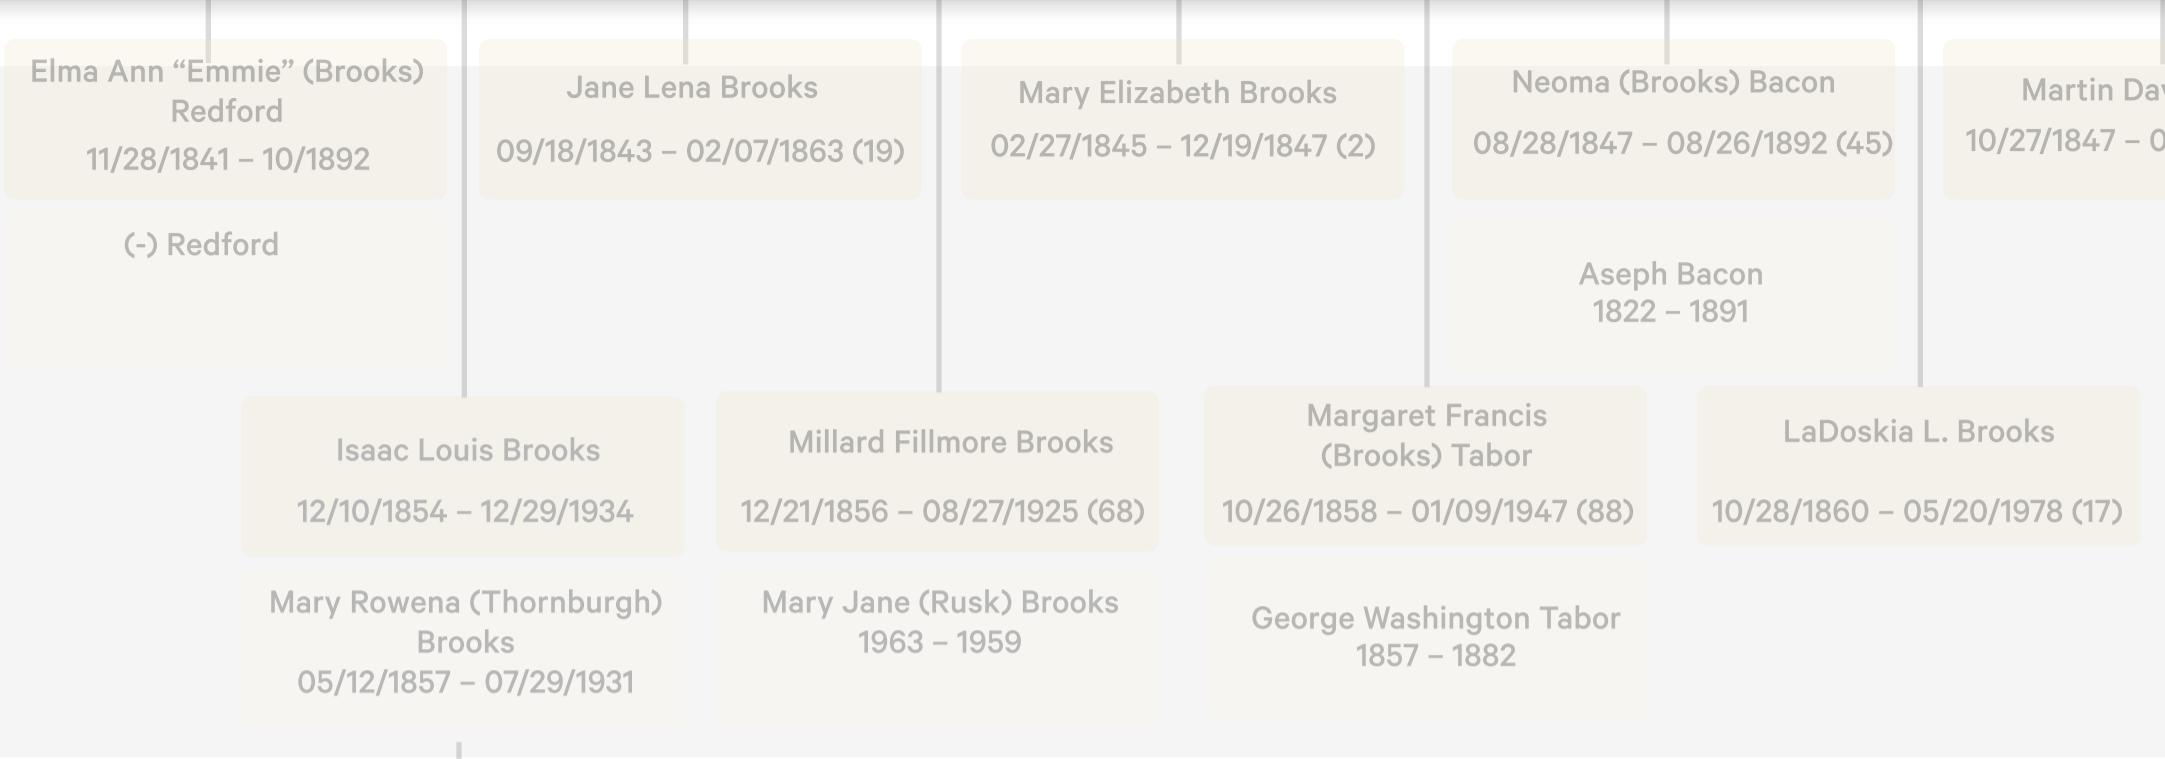 Elma Ann “Emmie” (Brooks)
Redford
11/28/1841 – 10/1892
(-) Redford
Jane Lena Brooks
09/18/1843 – 02/07/1863 (19)
Mary Elizabeth Brooks
02/27/1845 – 12/19/1847 (2)
Neoma (Brooks) Bacon
08/28/1847 – 08/26/1892 (45)
Aseph Bacon
1822 – 1891
Martin
10/27/1847 –
Isaac Louis Brooks
12/10/1854 – 12/29/1934
Mary Rowena (Thornburgh)
Brooks
05/12/1857 – 07/29/1931
Millard Fillmore Brooks
12/21/1856 – 08/27/1925 (68)
Mary Jane (Rusk) Brooks
1963 – 1959
Margaret Francis
(Brooks) Tabor
10/26/1858 – 01/09/1947 (88)
George Washington Tabor
1857 – 1882
LaDoskia L. Brooks
10/28/1860 – 05/20/1978 (17)